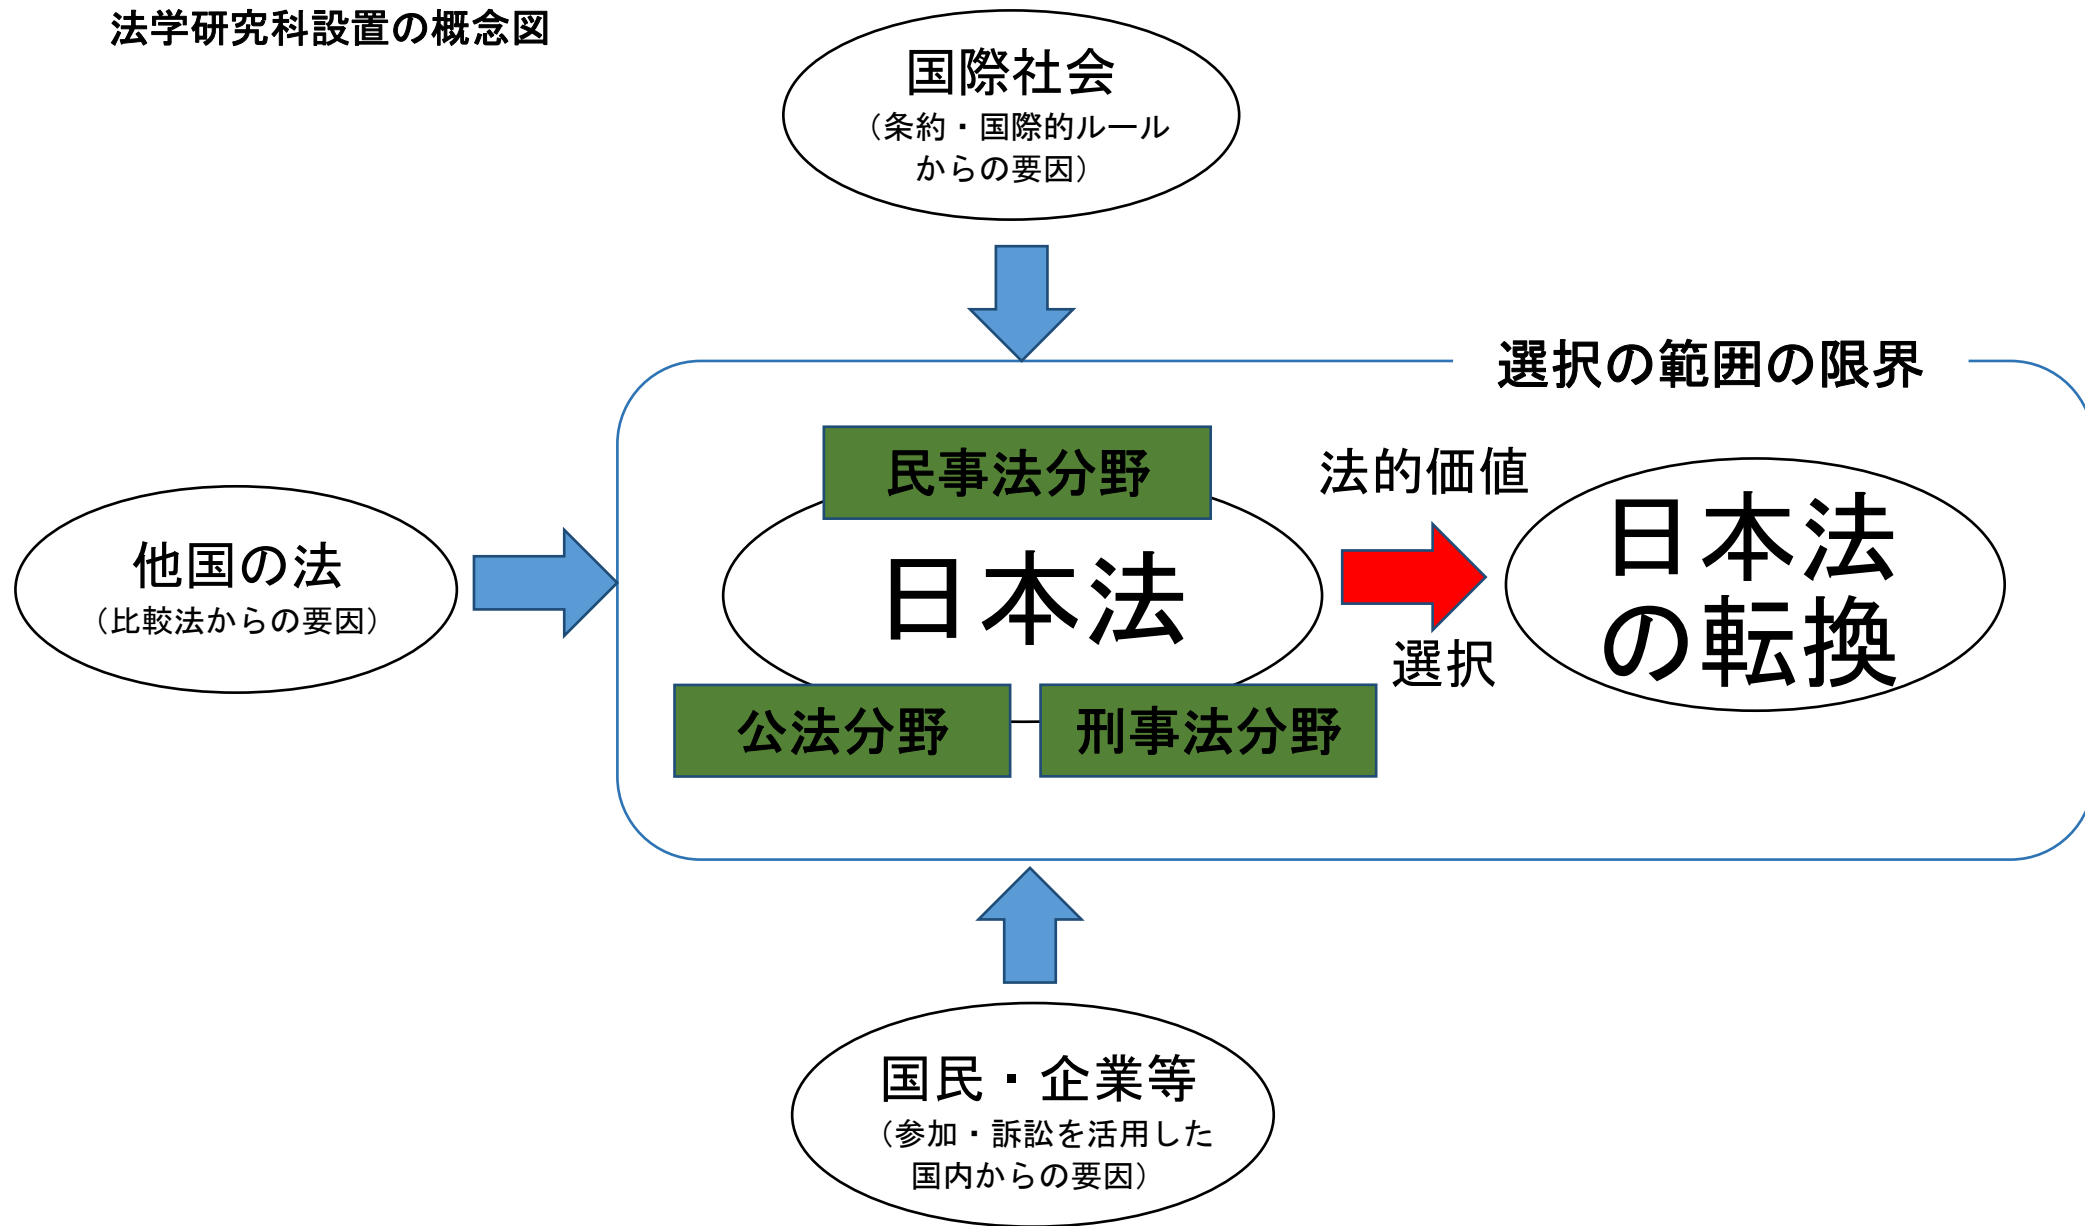 法学研究科設置の概念図
国際社会
（条約・国際的ルール
からの要因）
選択の範囲の限界
民事法分野
法的価値
日本法
の転換
他国の法
（比較法からの要因）
日本法
選択
公法分野
刑事法分野
国民・企業等
（参加・訴訟を活用した
国内からの要因）